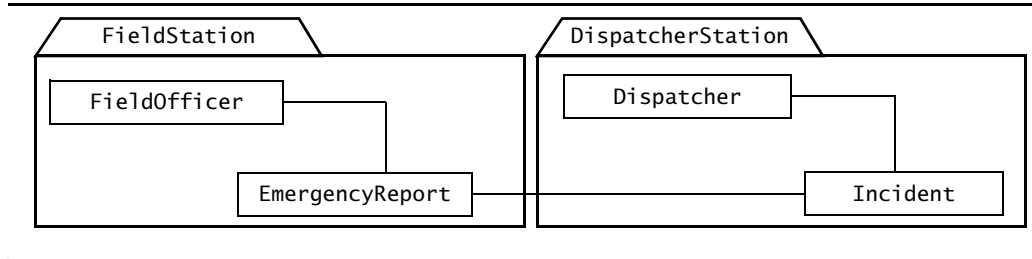 FieldStation
DispatcherStation
FieldOfficer
Dispatcher
EmergencyReport
Incident